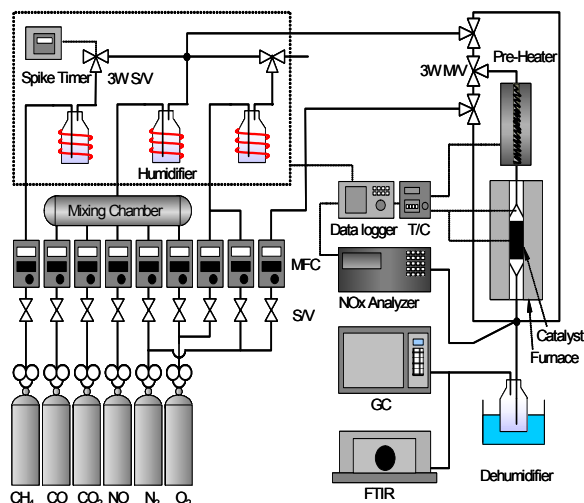 Spike Timer
3W S/V
3W M/V
Pre-Heater
Humidifier
Mixing Chamber
Data logger
T/C
MFC
NOx Analyzer
S/V
Catalyst
Furnace
GC
Dehumidifier
FTIR
CH4 CO CO2 NO N2 O2